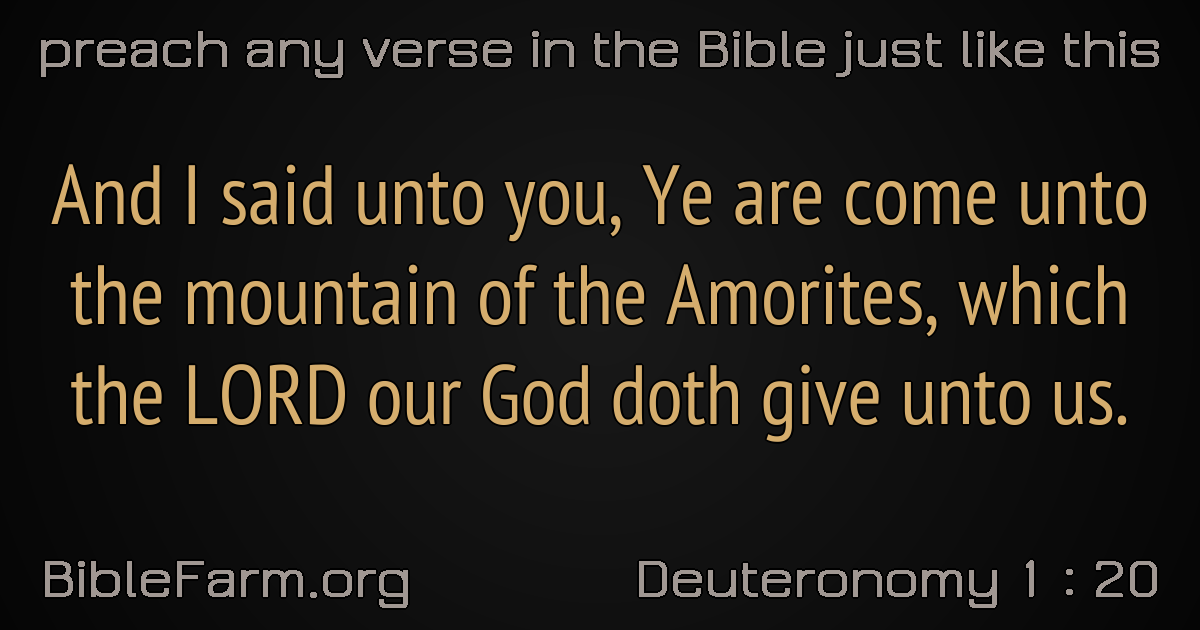 preach any verse in the Bible just like this
And I said unto you, Ye are come unto
the mountain of the Amorites, which
the LORD our God doth give unto us.
BibleFarm.org
Deuteronomy 1 : 20